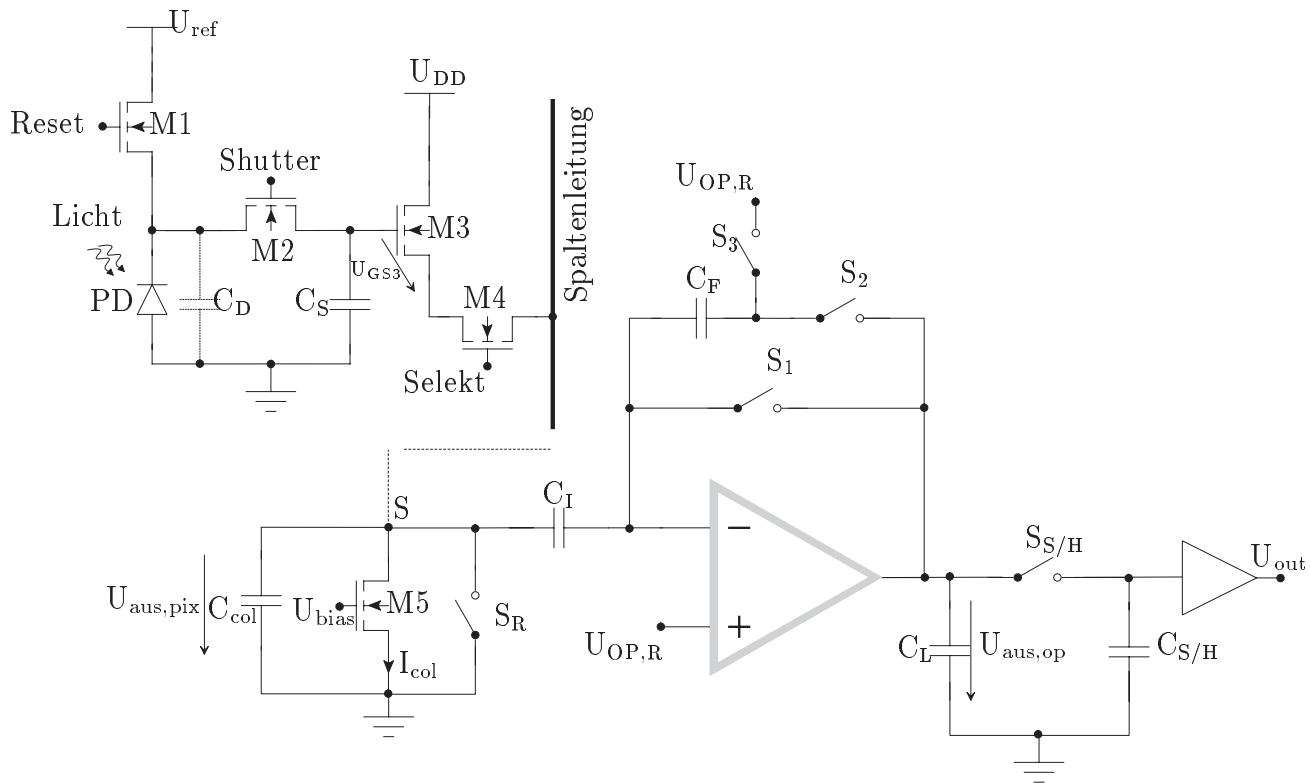 U_ref
U_DD
Reset
M1
Shutter
Licht
M2
M3
U_GS3
PD
C_D
C_S
M4
Selekt
Spaltenleitung
U_OP,R
S_3
C_F
S_2
S_1
S
C_I
U_aus,pix
C_col
U_bias
M5
I_col
S_R
U_OP,R
−
+
S_S/H
U_out
C_L
U_aus,op
C_S/H